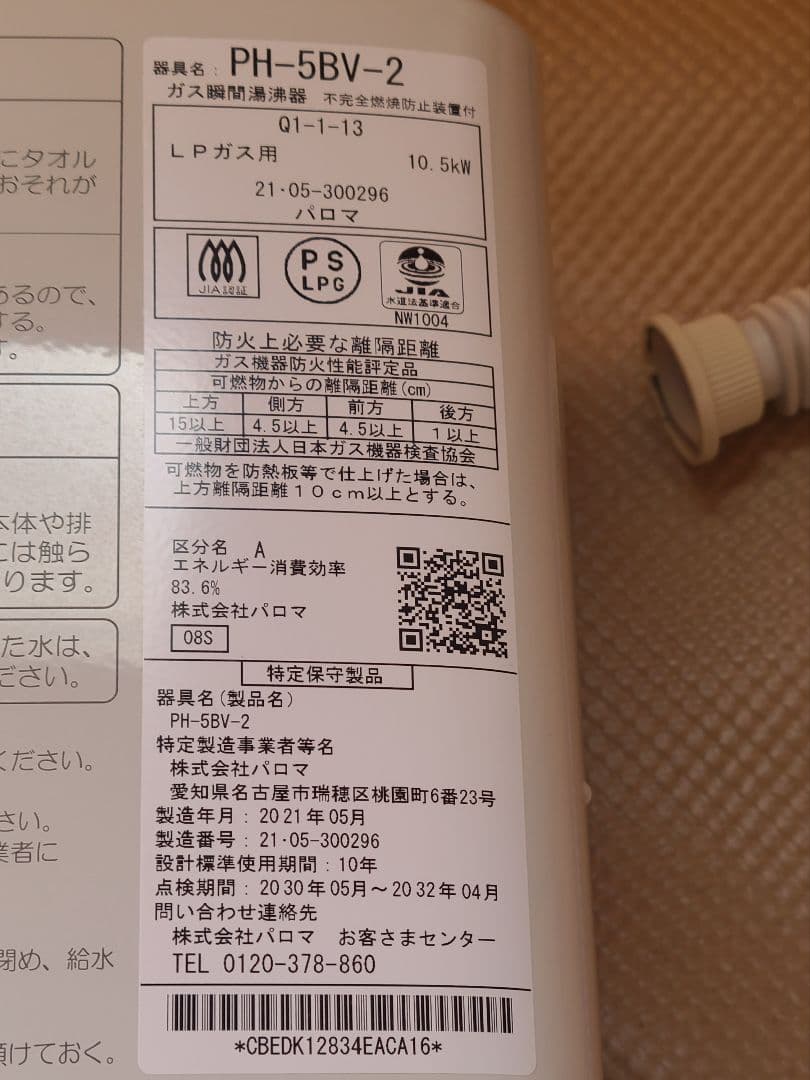 器具名: PH-5BV-2
ガス瞬間湯沸器 不完全燃焼防止装置付
Q1-1-13
LPガス用 10.5kW
21・05-300296
パロマ
JIA認証
PS
LPG
JIA
水道法基準適合
NW1004
防火上必要な離隔距離
ガス機器防火性能評定品
可燃物からの離隔距離(cm)
上方 側方 前方 後方
15以上 4.5以上 4.5以上 1以上
一般財団法人日本ガス機器検査協会
可燃物を防熱板等で仕上げた場合は、
上方離隔距離10cm以上とする。
区分名 A
エネルギー消費効率
83.6%
株式会社パロマ
08S
特定保守製品
器具名(製品名)
PH-5BV-2
特定製造事業者等名
株式会社パロマ
愛知県名古屋市瑞穂区桃園町6番23号
製造年月:2021年05月
製造番号:21・05-300296
設計標準使用期間:10年
点検期間:2030年05月～2032年04月
問い合わせ連絡先
株式会社パロマ お客さまセンター
TEL 0120-378-860
*CBEDK12834EACA16*
にタオル
おそれが
あるので、
する。
す。
本体や排
には触ら
ります。
た水は、
ださい。
ください。
さい。
業者に
閉め、給水
傾けておく。